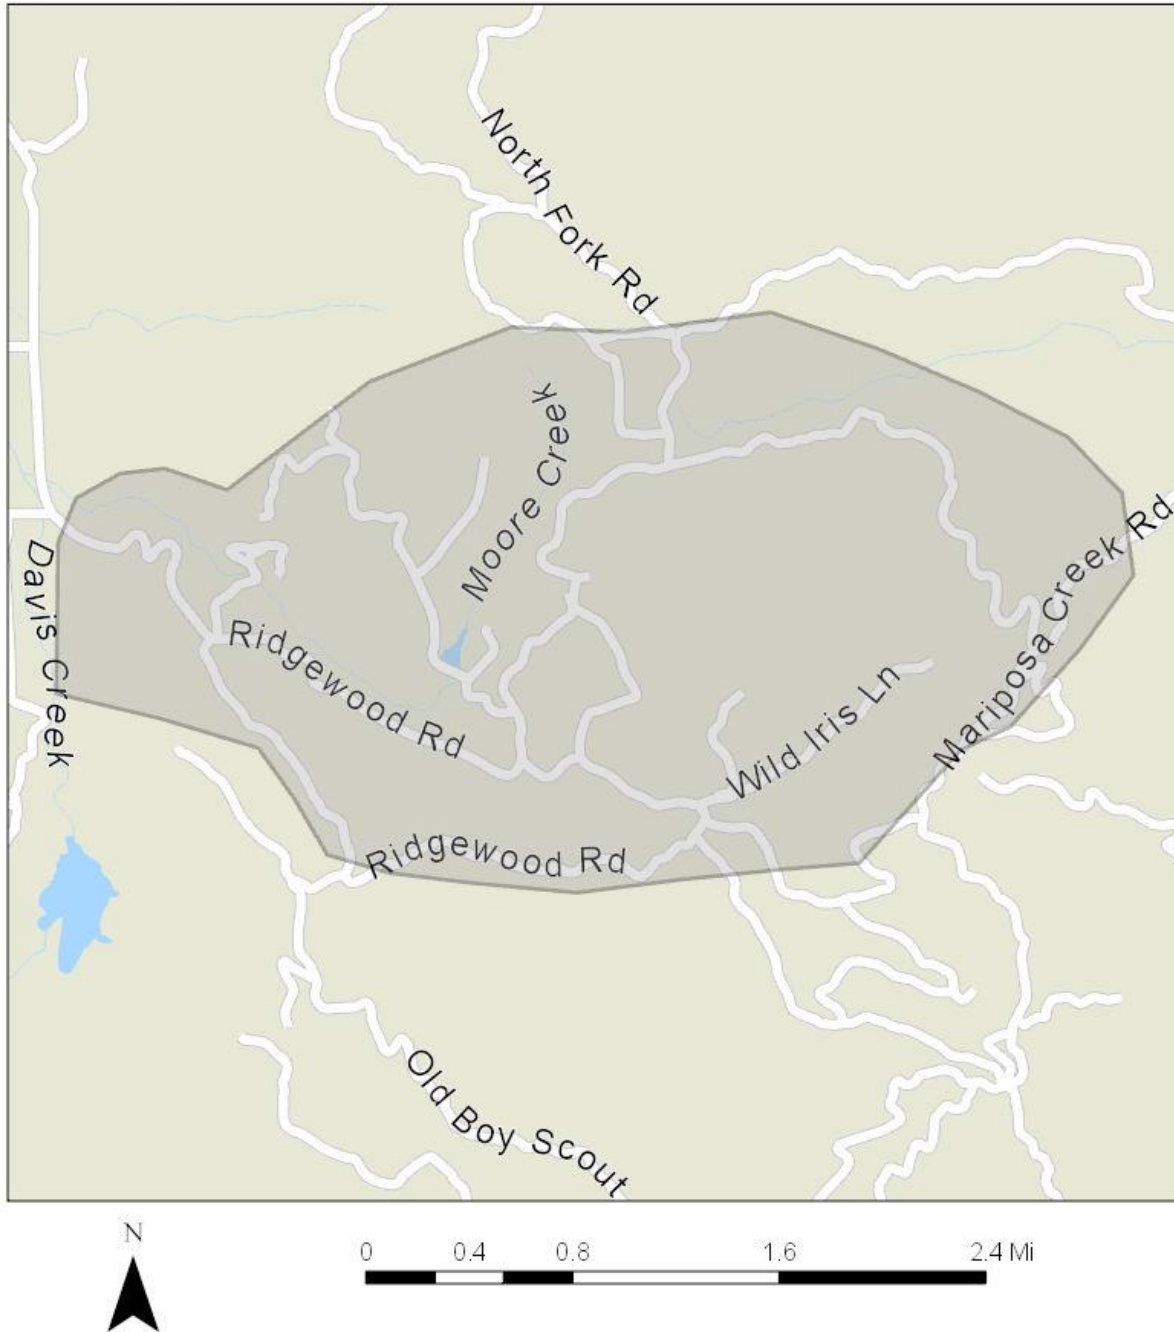 North Fork Rd
Moore Creek
Mariposa Creek Rd
Davis Creek
Ridgewood Rd
Wild Iris Ln
Ridgewood Rd
Old Boy Scout
N
0 0.4 0.8 1.6 2.4 Mi